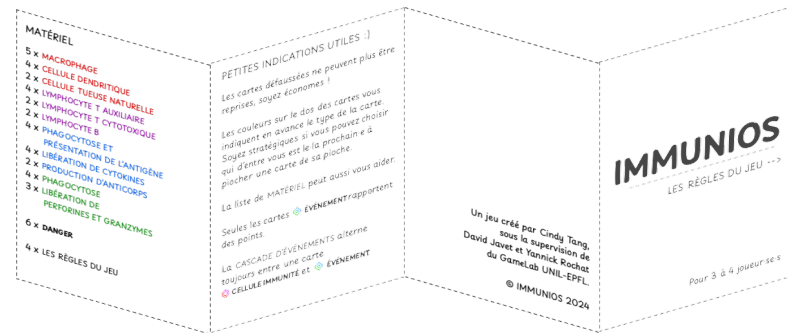 MATÉRIEL
5 x MACROPHAGE
4 x CELLULE DENDRITIQUE
2 x CELLULE TUEUSE NATURELLE
4 x LYMPHOCYTE T AUXILIAIRE
2 x LYMPHOCYTE T CYTOTOXIQUE
2 x LYMPHOCYTE B
4 x PHAGOCYTOSE ET
PRÉSENTATION DE L'ANTIGÈNE
4 x LIBÉRATION DE CYTOKINES
2 x PRODUCTION D'ANTICORPS
4 x PHAGOCYTOSE
3 x LIBÉRATION DE
PERFORINES ET GRANZYMES
6 x DANGER
4 x LES RÈGLES DU JEU
PETITES INDICATIONS UTILES :)
Les cartes défaussées ne peuvent plus être
reprises, soyez économes !
Les couleurs sur le dos des cartes vous
indiquent en avance le type de la carte.
Soyez stratégiques si vous pouvez choisir
qui d'entre vous est le·la prochain·e à
piocher une carte de sa pioche.
La liste de MATÉRIEL peut aussi vous aider.
Seules les cartes ÉVÉNEMENT rapportent
des points.
La CASCADE D'ÉVÉNEMENTS alterne
toujours entre une carte
CELLULE IMMUNITÉ et ÉVÉNEMENT.
Un jeu créé par Cindy Tang,
sous la supervision de
David Javet et Yannick Rochat
du GameLab UNIL-EPFL.
© IMMUNIOS 2024
IMMUNIOS
LES RÈGLES DU JEU -->
Pour 3 à 4 joueur·se·s